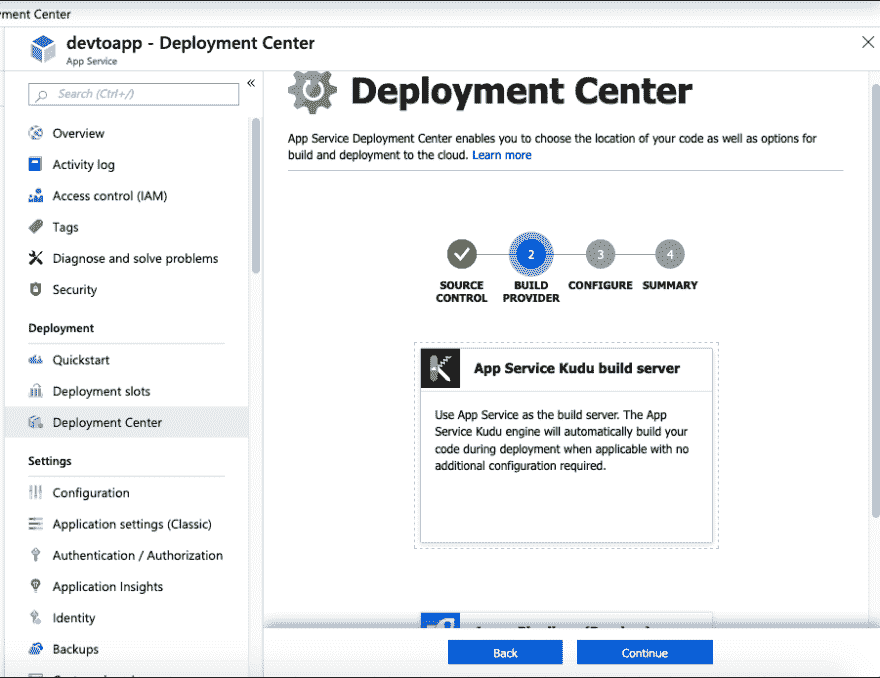 ment Center
devtoapp - Deployment Center
App Service
Search (Ctrl+/)
«
Overview
Activity log
Access control (IAM)
Tags
Diagnose and solve problems
Security
Deployment
Quickstart
Deployment slots
Deployment Center
Settings
Configuration
Application settings (Classic)
Authentication / Authorization
Application Insights
Identity
Backups
Deployment Center
App Service Deployment Center enables you to choose the location of your code as well as options for
build and deployment to the cloud. Learn more
2 3 4
SOURCE CONTROL
BUILD PROVIDER
CONFIGURE
SUMMARY
App Service Kudu build server
Use App Service as the build server. The App
Service Kudu engine will automatically build your
code during deployment when applicable with no
additional configuration required.
Back
Continue